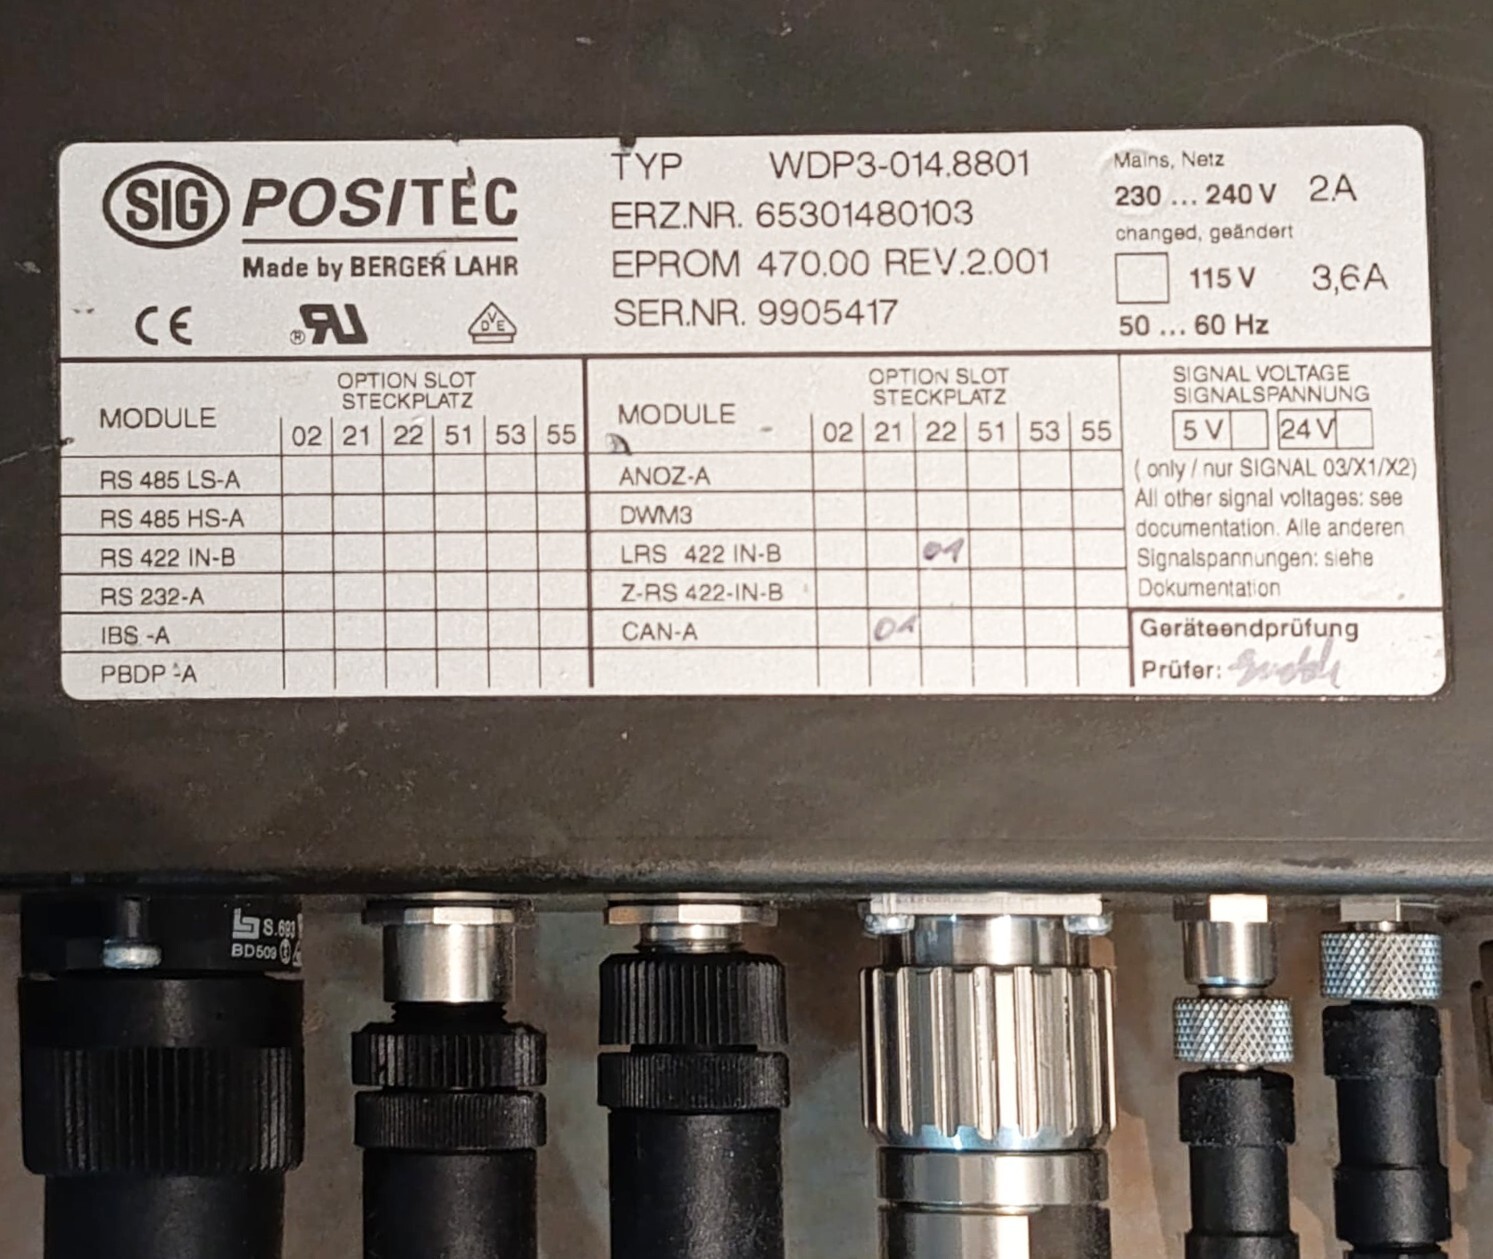 SIG POSITEC
Made by BERGER LAHR
CE ® RU DVE
TYP WDP3-014.8801
ERZ.NR. 65301480103
EPROM 470.00 REV.2.001
SER.NR. 9905417
Mains, Netz
230 ... 240 V 2A
changed, geändert
115 V 3,6A
50 ... 60 Hz
MODULE
OPTION SLOT
STECKPLATZ
02 21 22 51 53 55
RS 485 LS-A
RS 485 HS-A
RS 422 IN-B
RS 232-A
IBS -A
PBDP -A
MODULE
OPTION SLOT
STECKPLATZ
02 21 22 51 53 55
ANOZ-A
DWM3
LRS 422 IN-B 01
Z-RS 422-IN-B
CAN-A 01
SIGNAL VOLTAGE
SIGNALSPANNUNG
5 V 24 V
( only / nur SIGNAL 03/X1/X2)
All other signal voltages: see
documentation. Alle anderen
Signalspannungen: siehe
Dokumentation
Geräteendprüfung
Prüfer:
S.693
BD509